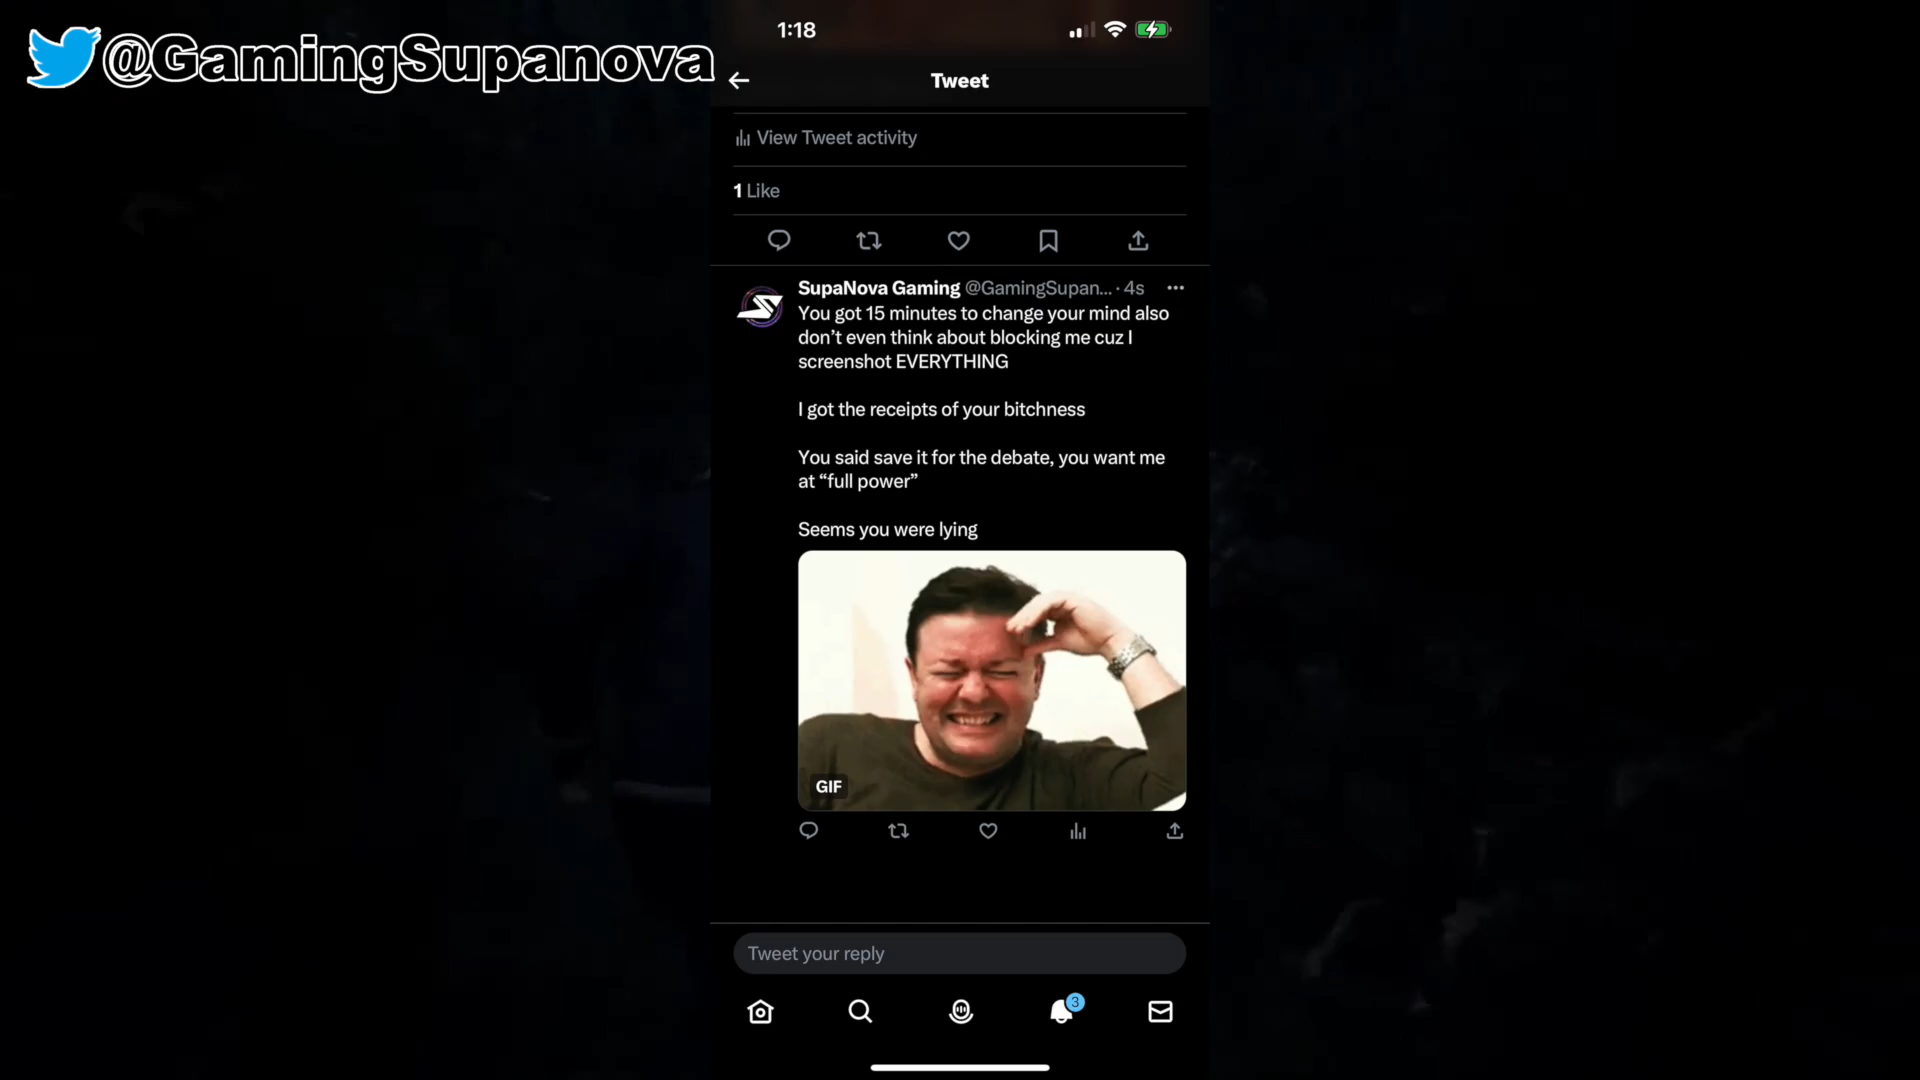 @GamingSupanova
1:18
Tweet
View Tweet activity
1 Like
SupaNova Gaming @GamingSupan... · 4s
You got 15 minutes to change your mind also
don't even think about blocking me cuz I
screenshot EVERYTHING
I got the receipts of your bitchness
You said save it for the debate, you want me
at “full power”
Seems you were lying
GIF
Tweet your reply
3